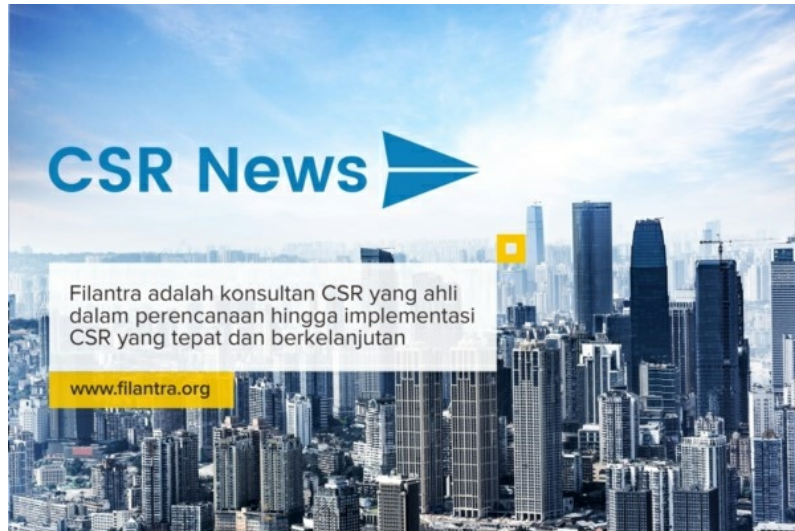 CSR News
Filantra adalah konsultan CSR yang ahli
dalam perencanaan hingga implementasi
CSR yang tepat dan berkelanjutan
www.filantra.org